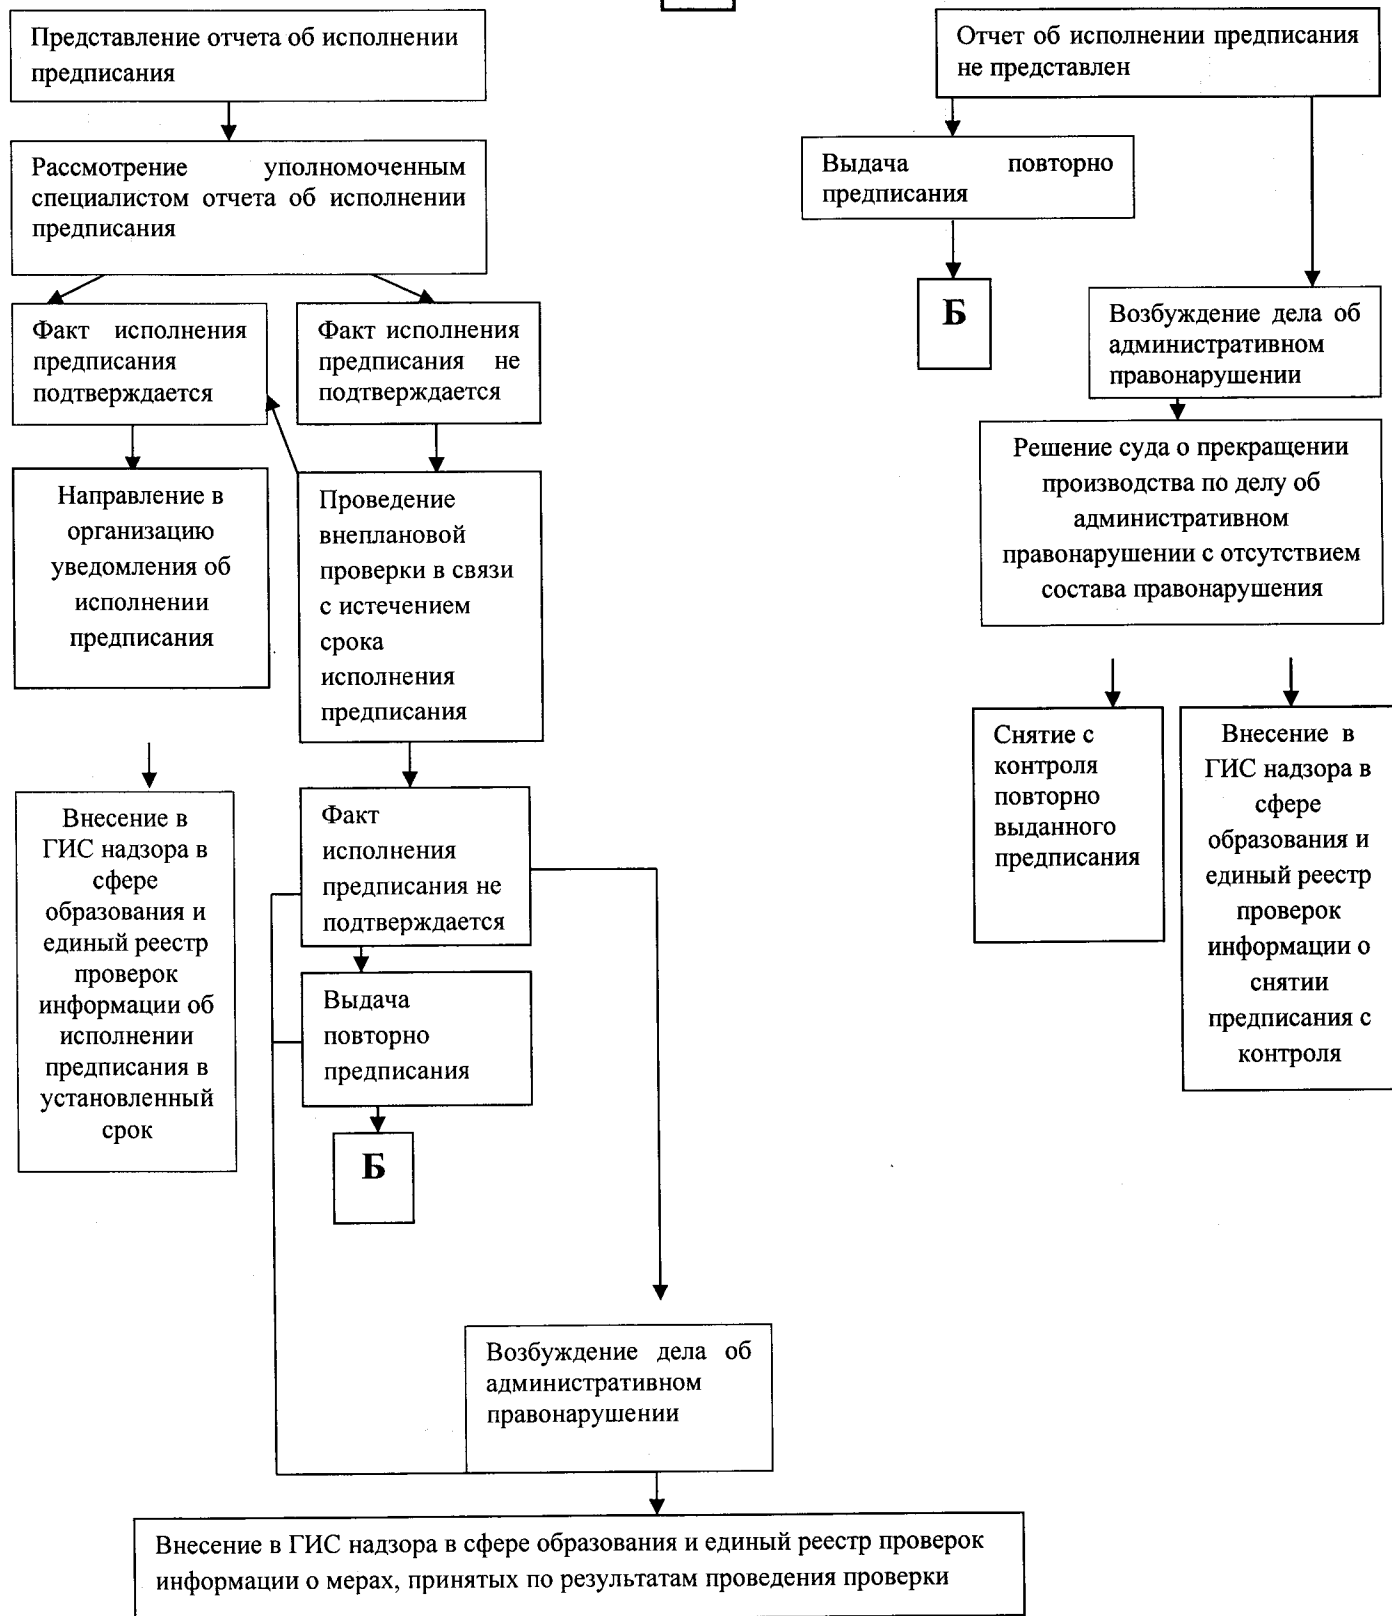 Представление отчета об исполнении
предписания
Отчет об исполнении предписания
не представлен
Рассмотрение уполномоченным
специалистом отчета об исполнении
предписания
Выдача повторно
предписания
Б
Факт исполнения
предписания
подтверждается
Факт исполнения
предписания не
подтверждается
Возбуждение дела об
административном
правонарушении
Направление в
организацию
уведомления об
исполнении
предписания
Проведение
внеплановой
проверки в связи
с истечением
срока
исполнения
предписания
Решение суда о прекращении
производства по делу об
административном
правонарушении с отсутствием
состава правонарушения
Снятие с
контроля
повторно
выданного
предписания
Внесение в
ГИС надзора в
сфере
образования и
единый реестр
проверок
информации о
снятии
предписания с
контроля
Внесение в
ГИС надзора в
сфере
образования и
единый реестр
проверок
информации об
исполнении
предписания в
установленный
срок
Факт
исполнения
предписания не
подтверждается
Выдача
повторно
предписания
Б
Возбуждение дела об
административном
правонарушении
Внесение в ГИС надзора в сфере образования и единый реестр проверок
информации о мерах, принятых по результатам проведения проверки